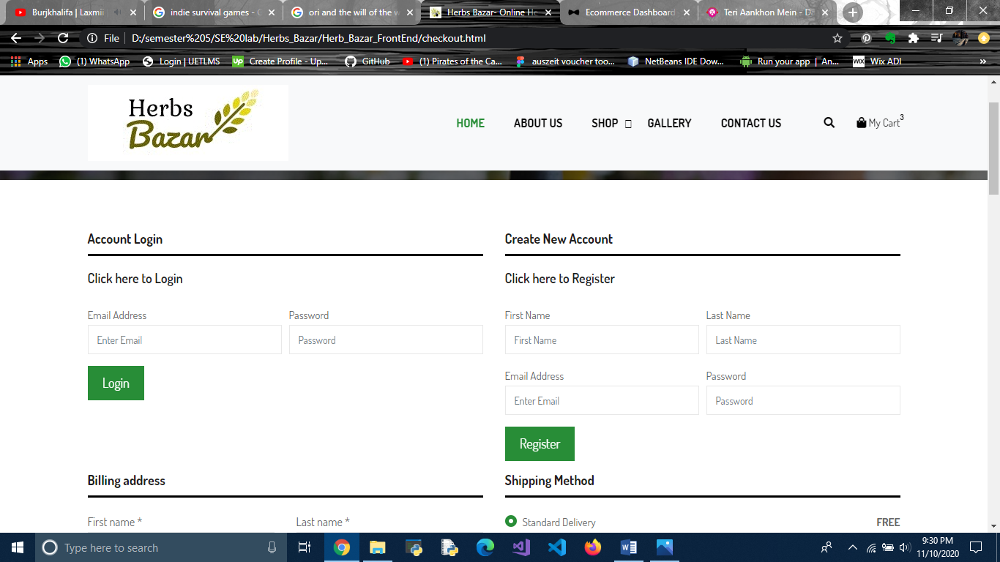 Burjkhalifa | Laxmii
indie survival games - G
ori and the will of the w
Herbs Bazar- Online He
Ecommerce Dashboard
Teri Aankhon Mein - Da
File
D:/semester%205/SE%20lab/Herbs_Bazar/Herb_Bazar_FrontEnd/checkout.html
Apps
(1) WhatsApp
Login | UETLMS
Up
Create Profile - Up...
GitHub
(1) Pirates of the Ca...
auszeit voucher too...
NetBeans IDE Dow...
Run your app | An...
WIX
Wix ADI
»
Herbs
Bazar
HOME
ABOUT US
SHOP
GALLERY
CONTACT US
My Cart 3
Account Login
Create New Account
Click here to Login
Click here to Register
Email Address
Password
First Name
Last Name
Enter Email
Password
First Name
Last Name
Login
Email Address
Password
Enter Email
Password
Register
Billing address
Shipping Method
First name *
Last name *
Standard Delivery
FREE
Type here to search
9:30 PM
11/10/2020